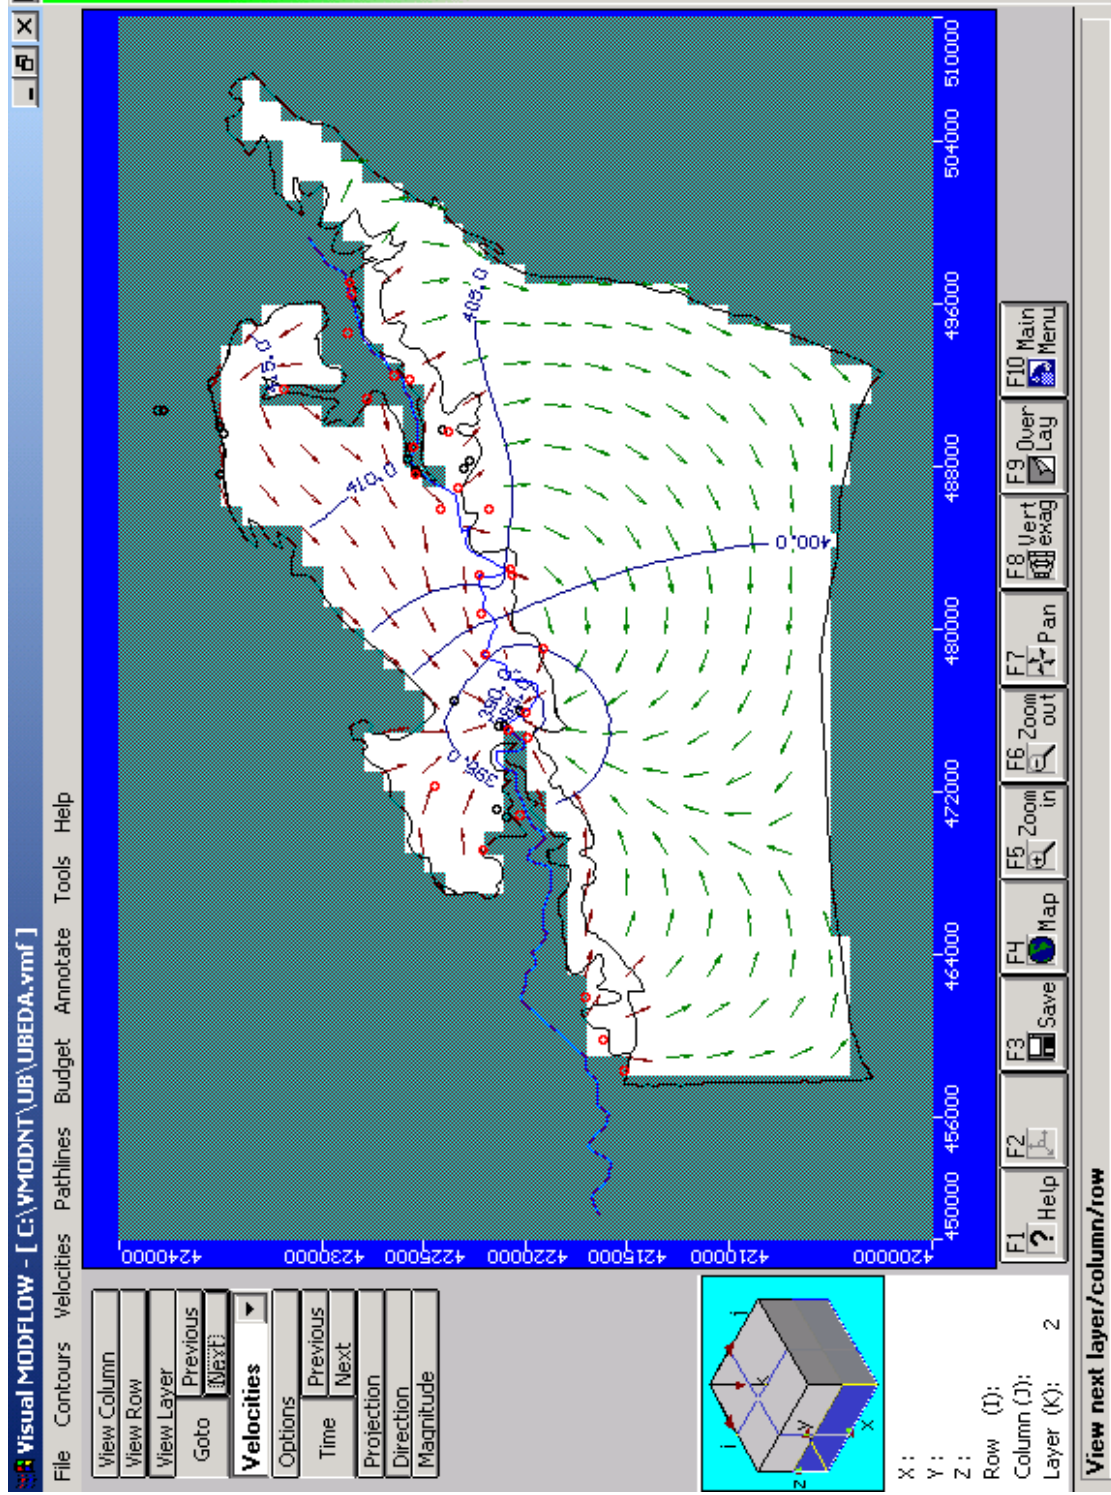 Visual MODFLOW - [ C:\VMODNT\UB\UBEDA.vmf ]
File Contours Velocities Pathlines Budget Annotate Tools Help
View Column
View Row
View Layer
Goto
Previous
Next
Velocities
Options
Time
Previous
Next
Projection
Direction
Magnitude
X :
Y :
Z :
Row (I):
Column (J):
Layer (K): 2
4240000
4230000
4225000
4220000
4215000
4210000
4200000
450000 456000 464000 472000 480000 488000 496000 504000 510000
415.0
410.0
405.0
400.0
395.0
390.0
i
j
k
z
y
x
F1 Help
F2
F3 Save
F4 Map
F5 Zoom in
F6 Zoom out
F7 Pan
F8 Vert exag
F9 Over Lay
F10 Main Menu
View next layer/column/row